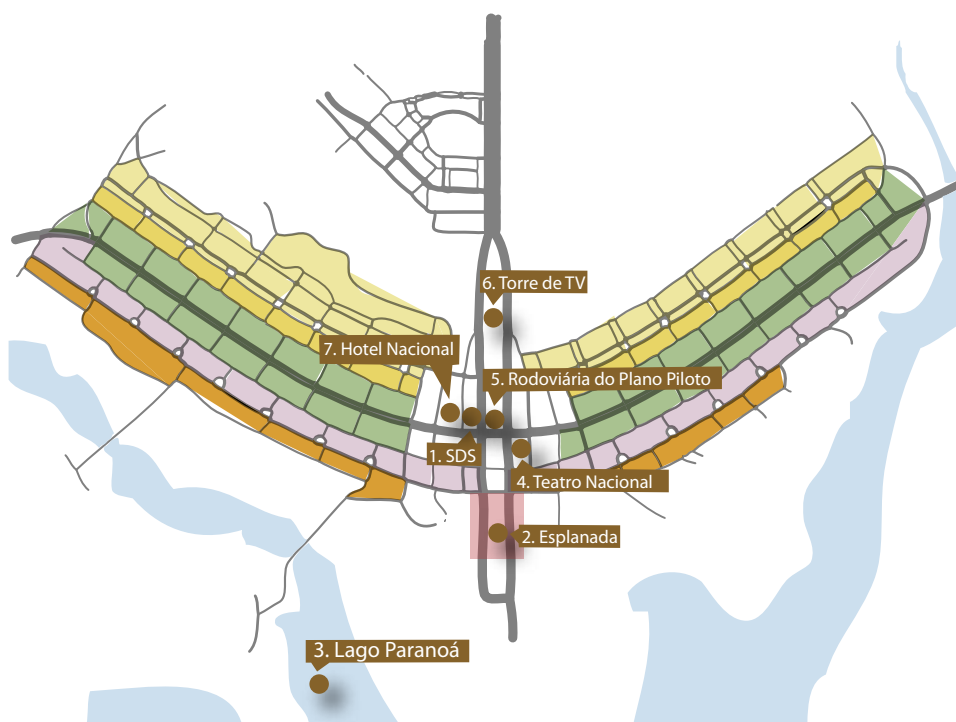 6. Torre de TV
7. Hotel Nacional
5. Rodoviária do Plano Piloto
1. SDS
4. Teatro Nacional
2. Esplanada
3. Lago Paranoá